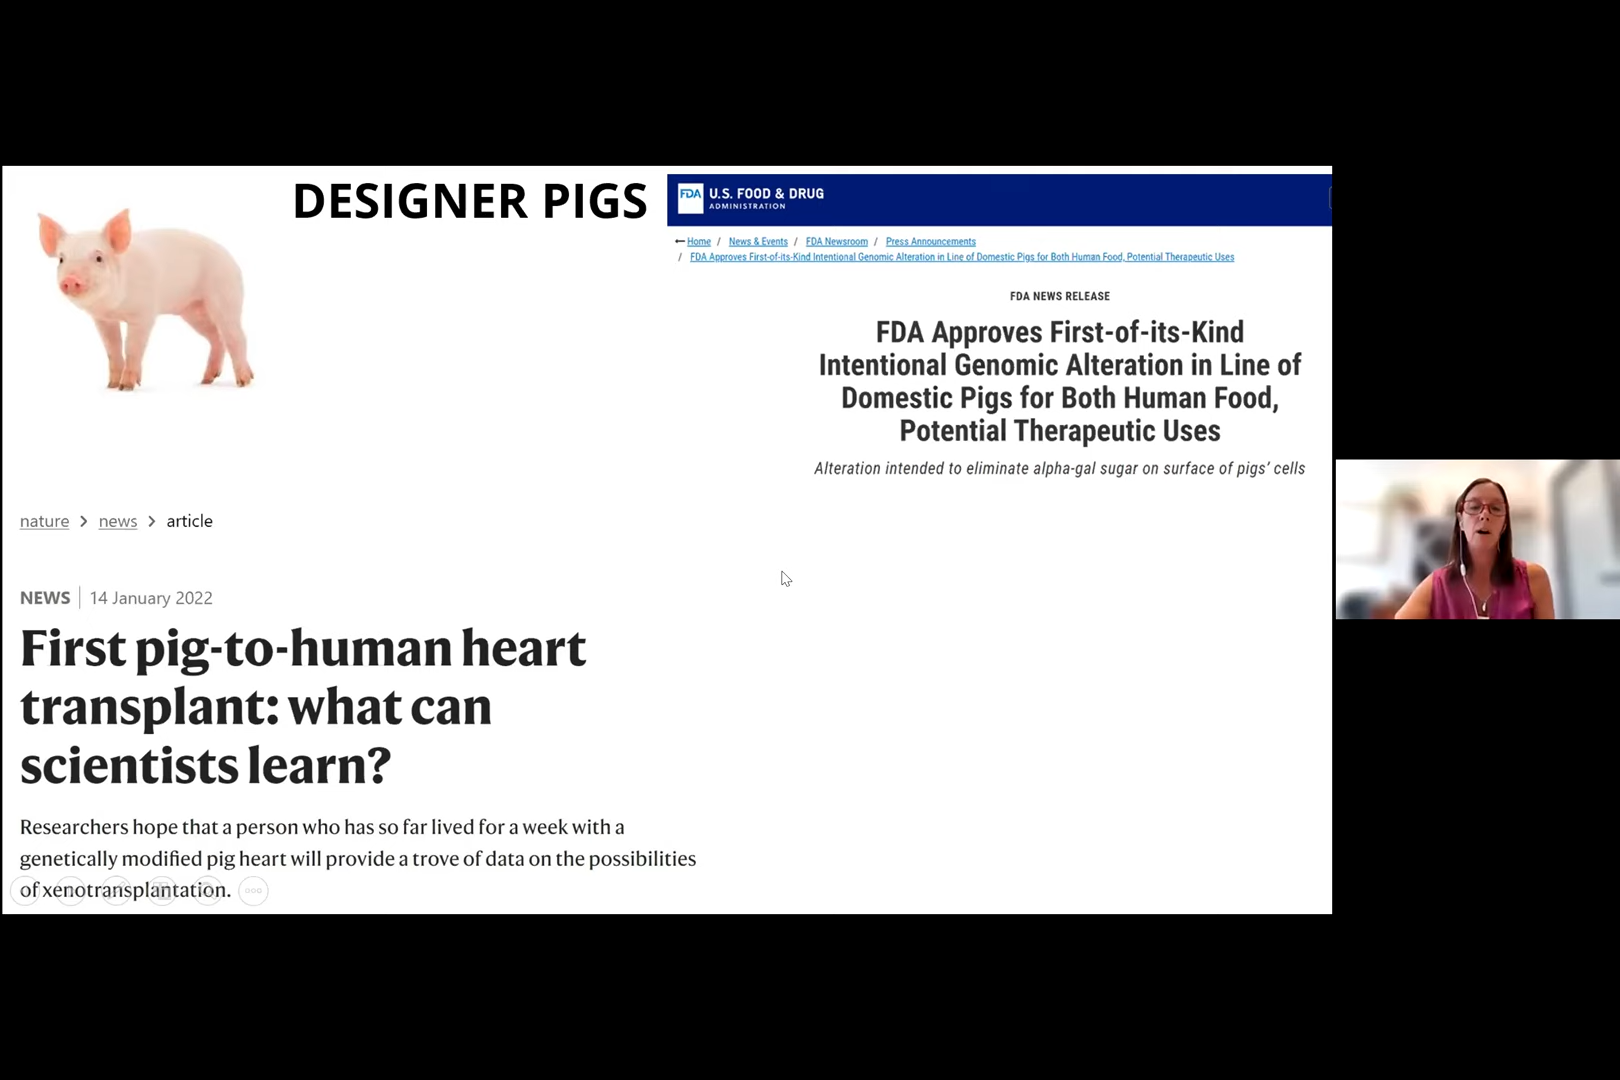 DESIGNER PIGS
FDA U.S. FOOD & DRUG
ADMINISTRATION
Home / News & Events / FDA Newsroom / Press Announcements
/ FDA Approves First-of-its-Kind Intentional Genomic Alteration in Line of Domestic Pigs for Both Human Food, Potential Therapeutic Uses
FDA NEWS RELEASE
FDA Approves First-of-its-Kind
Intentional Genomic Alteration in Line of
Domestic Pigs for Both Human Food,
Potential Therapeutic Uses
Alteration intended to eliminate alpha-gal sugar on surface of pigs’ cells
nature > news > article
NEWS | 14 January 2022
First pig-to-human heart
transplant: what can
scientists learn?
Researchers hope that a person who has so far lived for a week with a
genetically modified pig heart will provide a trove of data on the possibilities
of xenotransplantation.